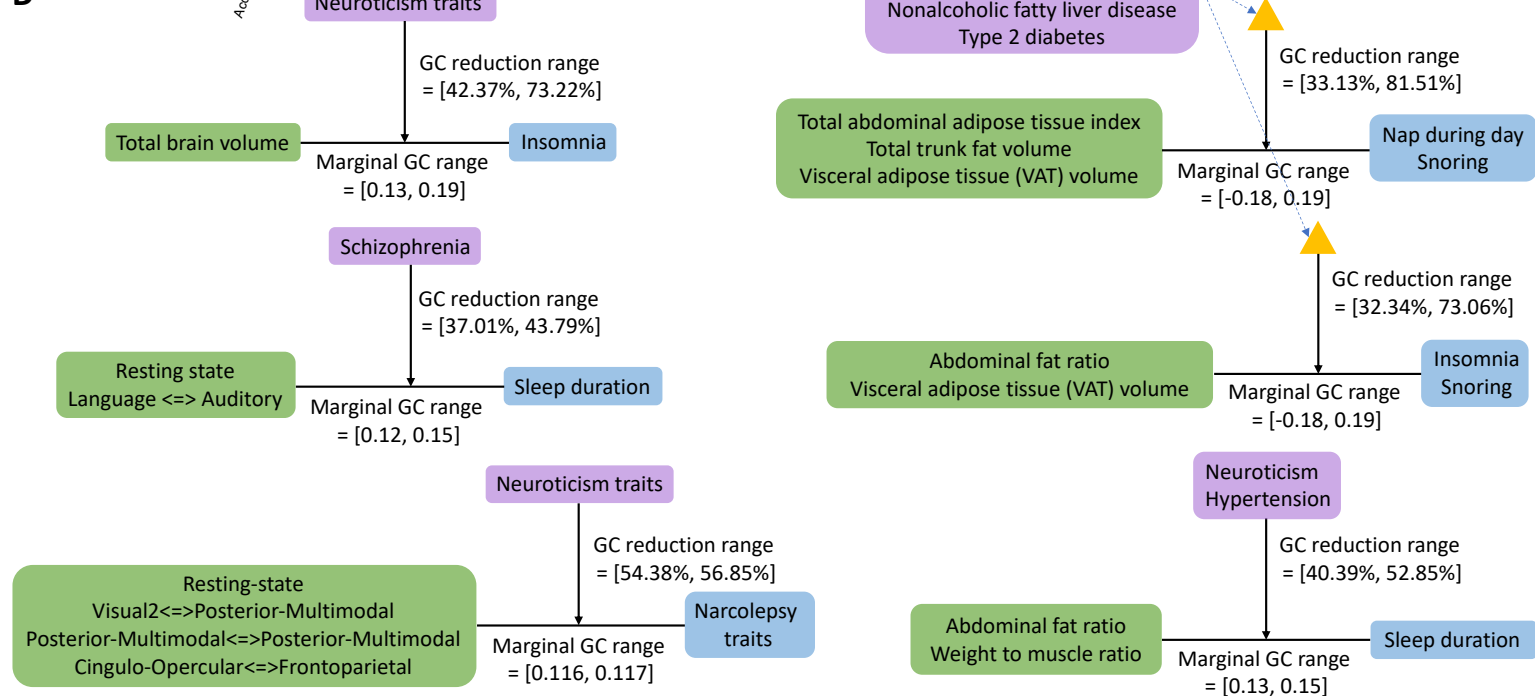 Neuroticism traits
GC reduction range
= [42.37%, 73.22%]
Total brain volume
Insomnia
Marginal GC range
= [0.13, 0.19]
Schizophrenia
GC reduction range
= [37.01%, 43.79%]
Resting state
Language <=> Auditory
Sleep duration
Marginal GC range
= [0.12, 0.15]
Neuroticism traits
GC reduction range
= [54.38%, 56.85%]
Resting-state
Visual2<=>Posterior-Multimodal
Posterior-Multimodal<=>Posterior-Multimodal
Cingulo-Opercular<=>Frontoparietal
Narcolepsy
traits
Marginal GC range
= [0.116, 0.117]
Nonalcoholic fatty liver disease
Type 2 diabetes
GC reduction range
= [33.13%, 81.51%]
Total abdominal adipose tissue index
Total trunk fat volume
Visceral adipose tissue (VAT) volume
Nap during day
Snoring
Marginal GC range
= [-0.18, 0.19]
GC reduction range
= [32.34%, 73.06%]
Abdominal fat ratio
Visceral adipose tissue (VAT) volume
Insomnia
Snoring
Marginal GC range
= [-0.18, 0.19]
Neuroticism
Hypertension
GC reduction range
= [40.39%, 52.85%]
Abdominal fat ratio
Weight to muscle ratio
Sleep duration
Marginal GC range
= [0.13, 0.15]